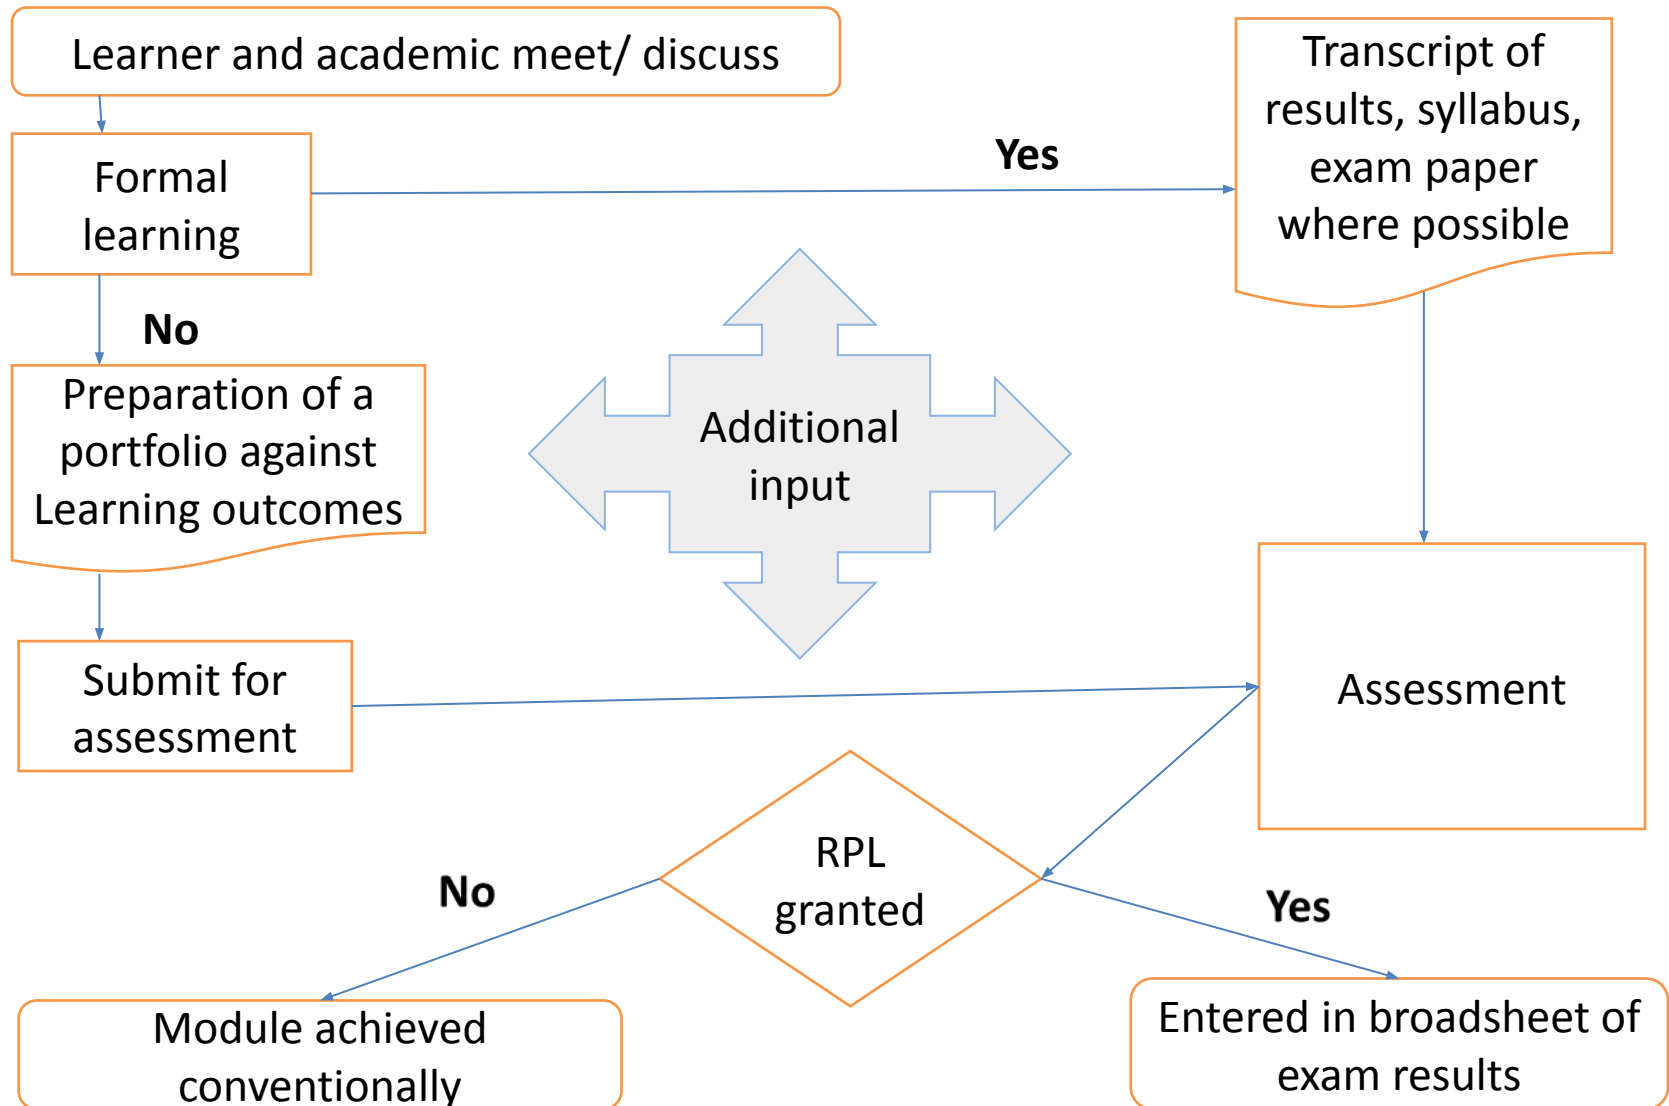 Learner and academic meet/ discuss
Transcript of
results, syllabus,
exam paper
where possible
Yes
Formal
learning
No
Preparation of a
portfolio against
Learning outcomes
Additional
input
Submit for
assessment
Assessment
RPL
granted
No
Yes
Module achieved
conventionally
Entered in broadsheet of
exam results